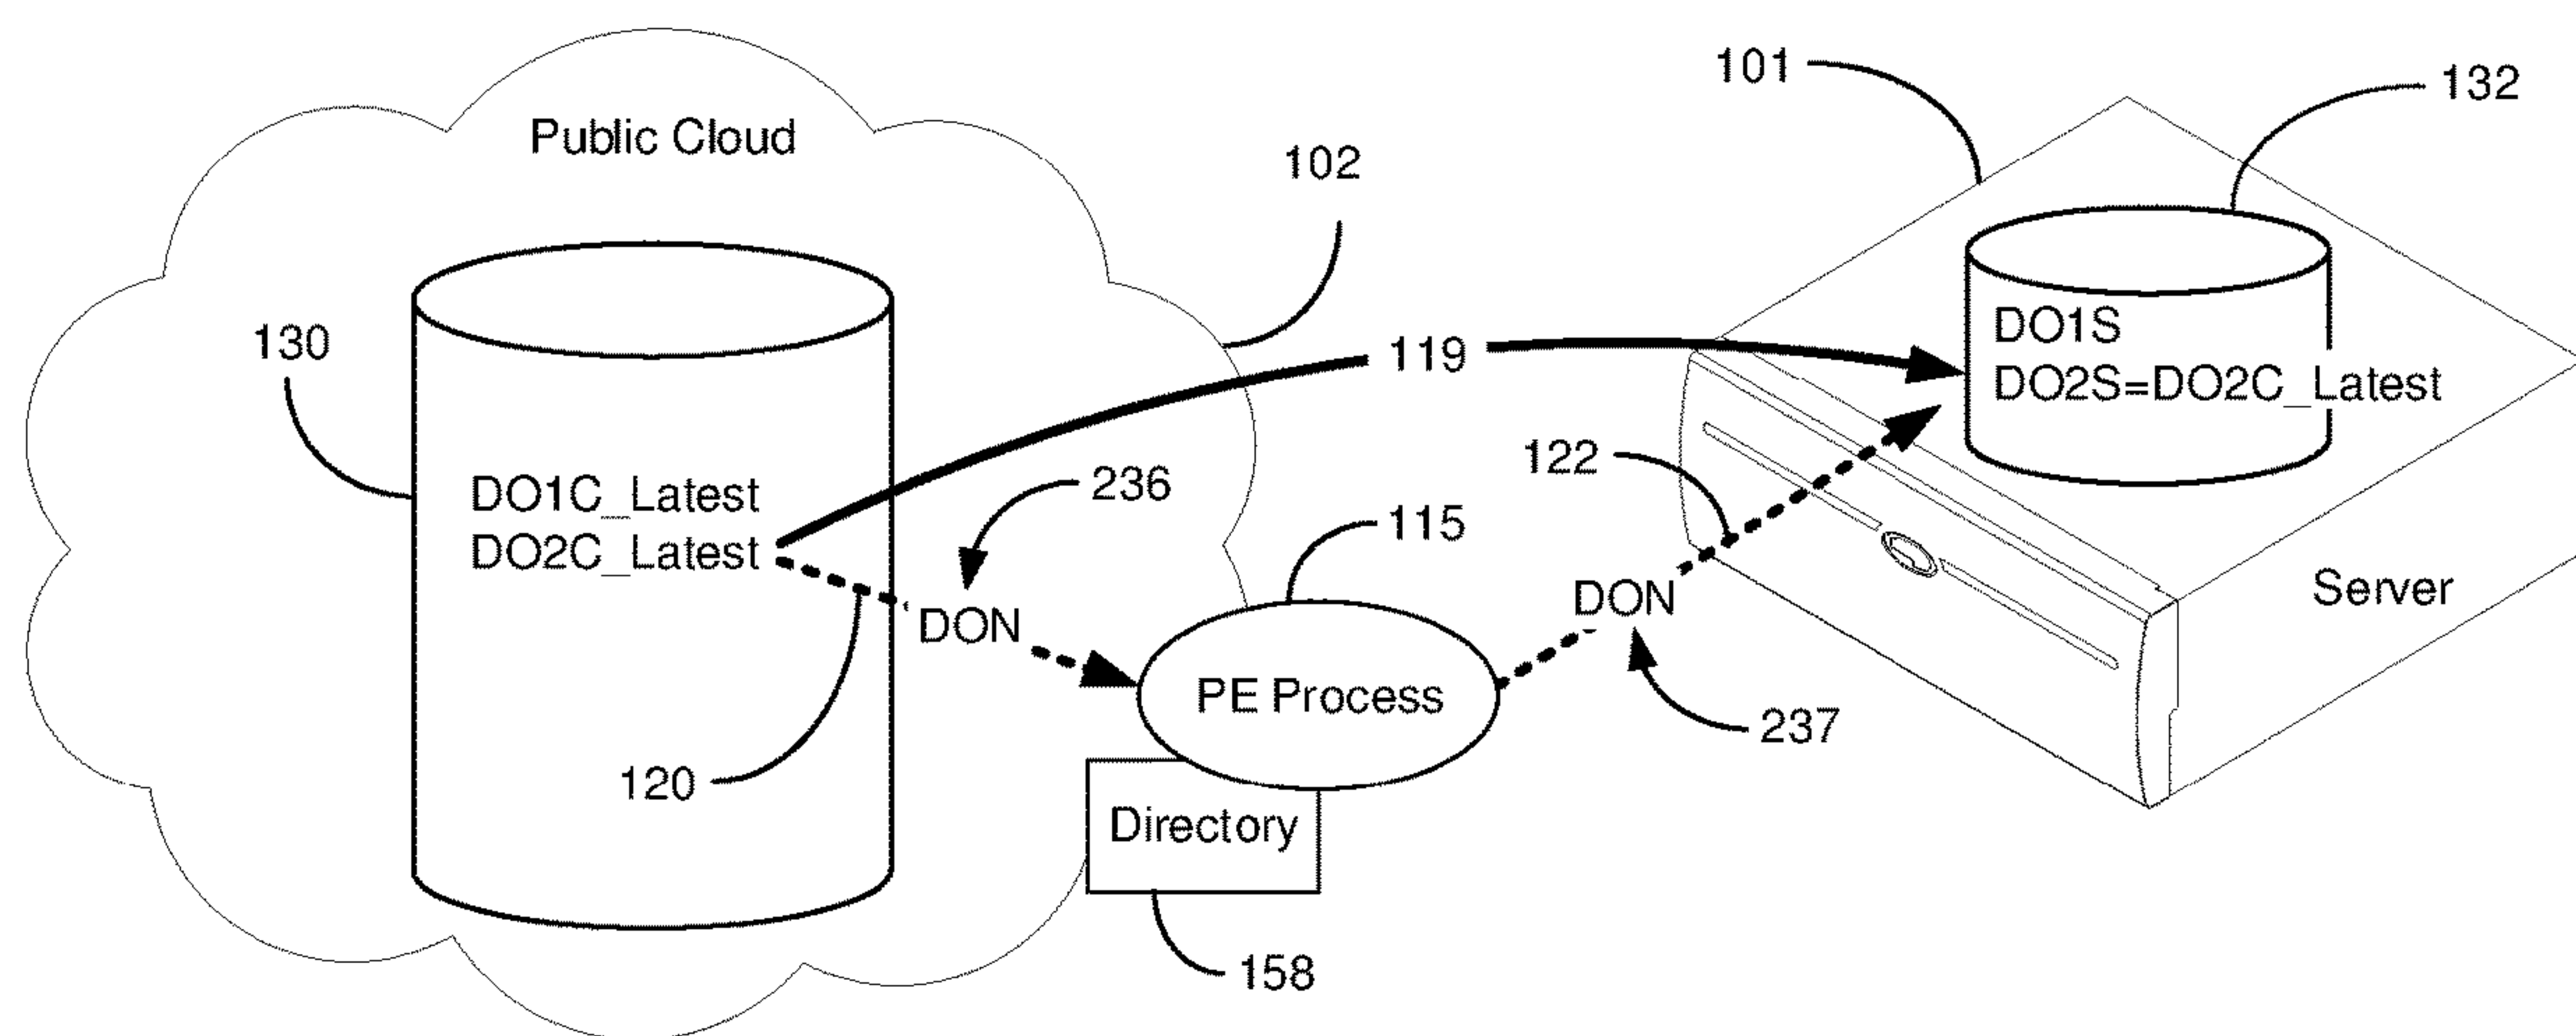 101
132
Public Cloud
102
130
119
DO1S
DO2S=DO2C_Latest
122
236
DO1C_Latest
DO2C_Latest
115
DON
DON
Server
PE Process
237
120
Directory
158